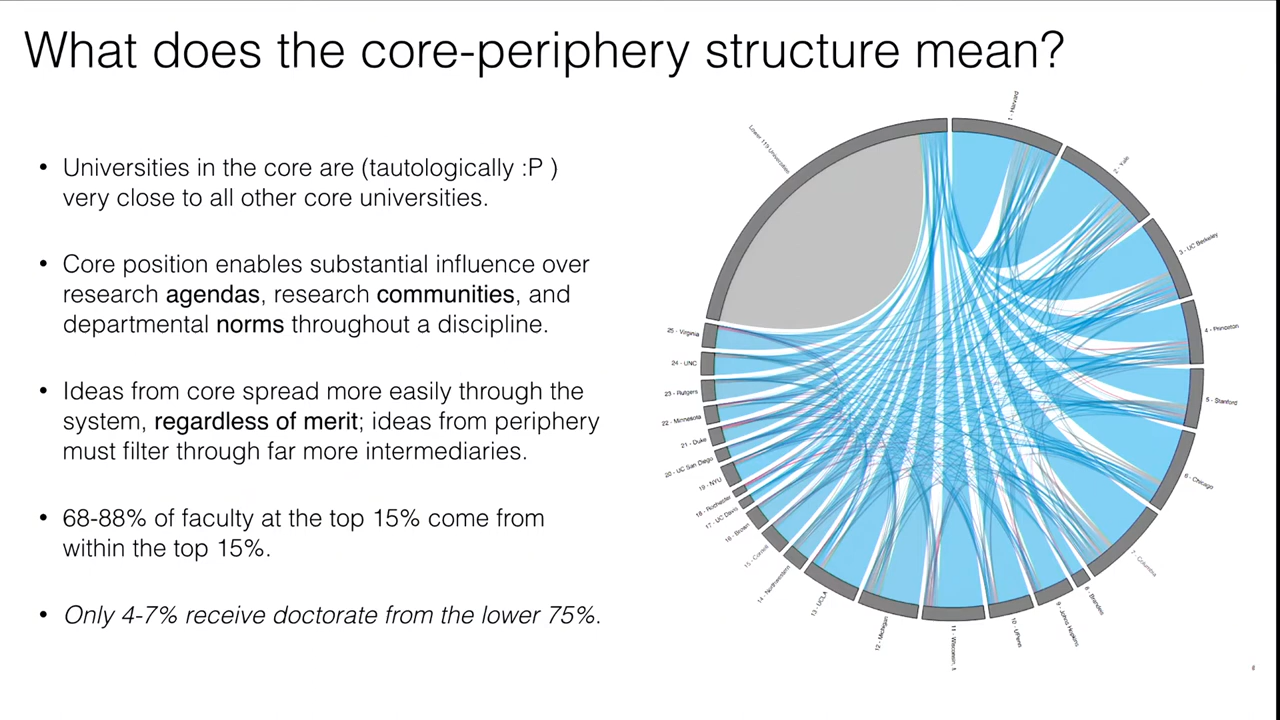 What does the core-periphery structure mean?
• Universities in the core are (tautologically :P )
very close to all other core universities.
• Core position enables substantial influence over
research agendas, research communities, and
departmental norms throughout a discipline.
• Ideas from core spread more easily through the
system, regardless of merit; ideas from periphery
must filter through far more intermediaries.
• 68-88% of faculty at the top 15% come from
within the top 15%.
• Only 4-7% receive doctorate from the lower 75%.
1 - Harvard
2 - Yale
3 - UC Berkeley
4 - Princeton
5 - Stanford
6 - Chicago
7 - Columbia
8 - Brandeis
9 - Johns Hopkins
10 - UPenn
11 - Wisconsin,
12 - Michigan
13 - UCLA
14 - Northwestern
15 - Cornell
16 - Brown
17 - UC Davis
18 - Rochester
19 - NYU
20 - UC San Diego
21 - Duke
22 - Minnesota
23 - Rutgers
24 - UNC
25 - Virginia
Lower 119 Universities